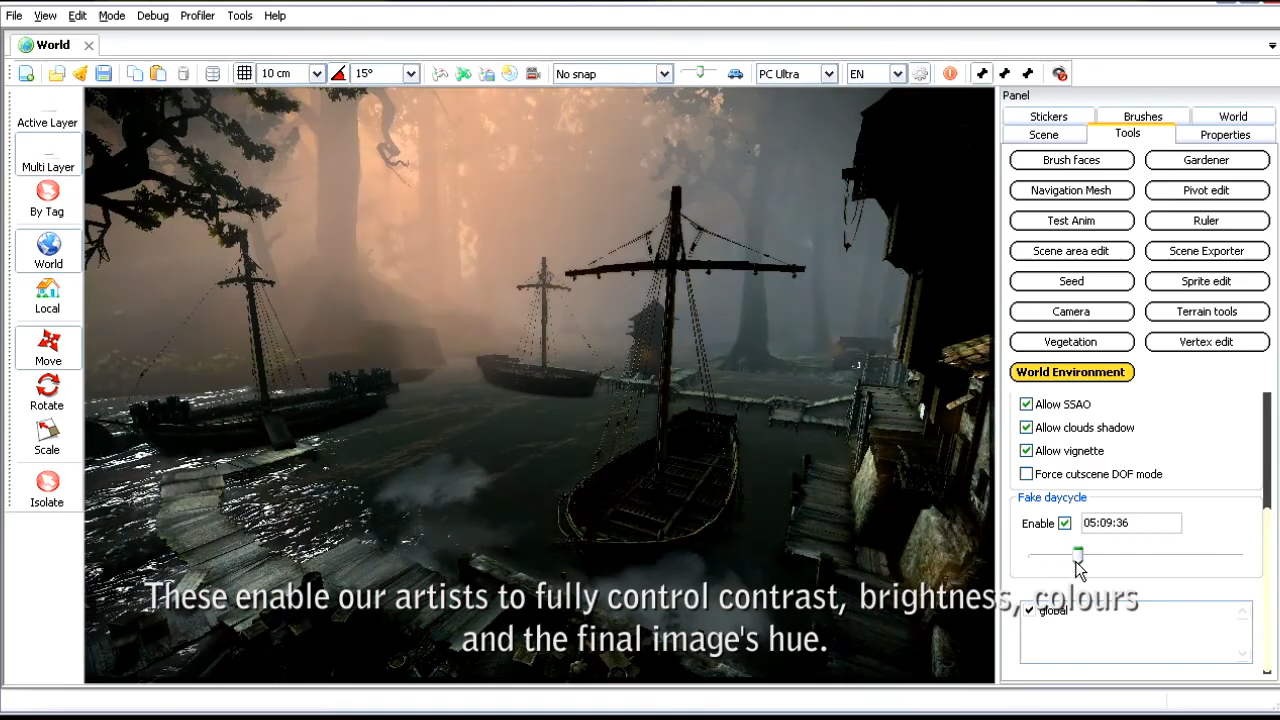 File View Edit Mode Debug Profiler Tools Help
World
10 cm 15° No snap PC Ultra EN
Active Layer
Multi Layer
By Tag
World
Local
Move
Rotate
Scale
Isolate
Panel
Stickers Brushes World
Scene Tools Properties
Brush faces Gardener
Navigation Mesh Pivot edit
Test Anim Ruler
Scene area edit Scene Exporter
Seed Sprite edit
Camera Terrain tools
Vegetation Vertex edit
World Environment
Allow SSAO
Allow clouds shadow
Allow vignette
Force cutscene DOF mode
Fake daycycle
Enable 05:09:36
global
These enable our artists to fully control contrast, brightness, colours
and the final image's hue.